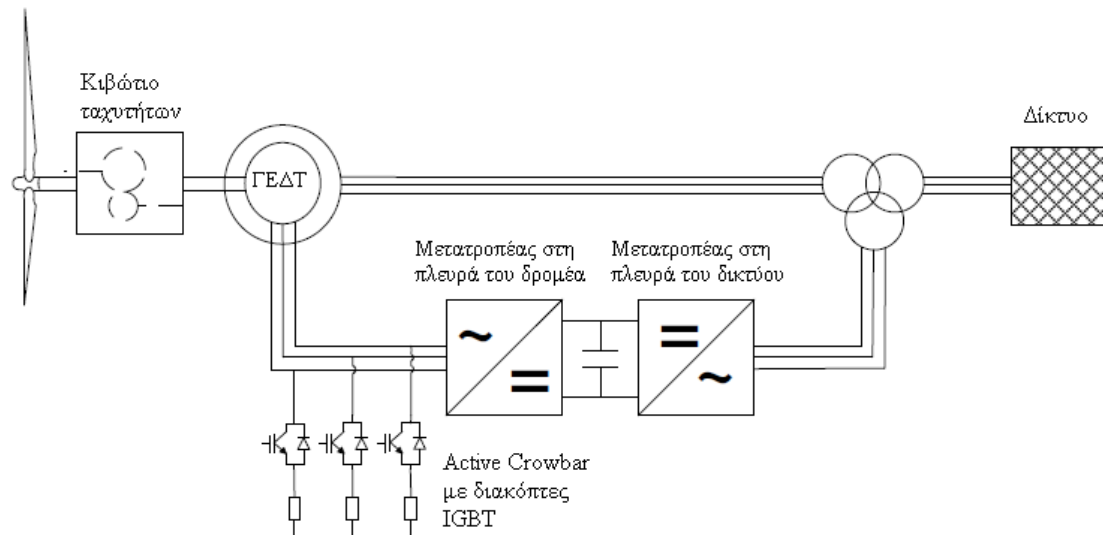 Κιβώτιο
ταχυτήτων
Δίκτυο
ΓΕΔΤ
Μετατροπέας στη
πλευρά του δρομέα
Μετατροπέας στη
πλευρά του δικτύου
~
=
=
~
Active Crowbar
με διακόπτες
IGBT